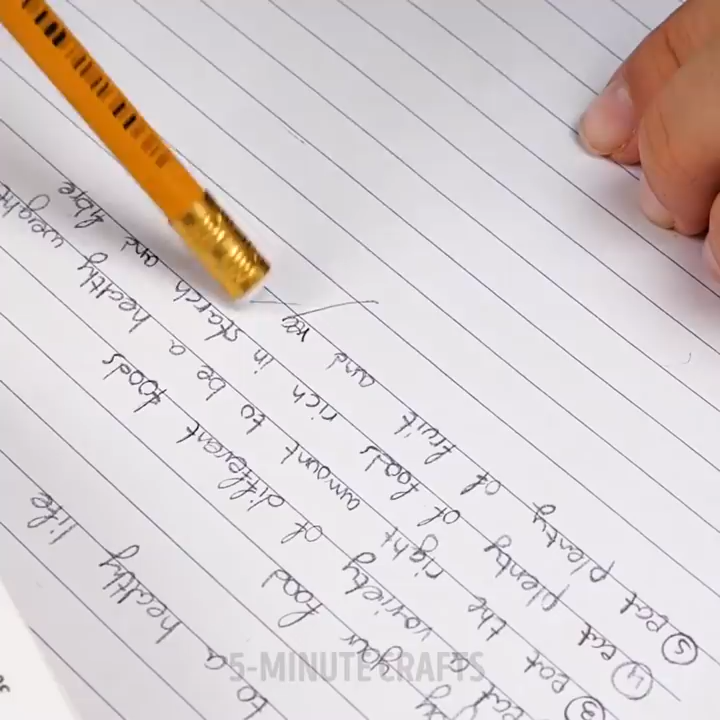 to a healthy life
y your food
eat a variety of different foods
③ eat the right amount to be a healthy weight
④ eat plenty of foods rich in starch and fibre
⑤ eat plenty of fruit and veg
5-MINUTE CRAFTS